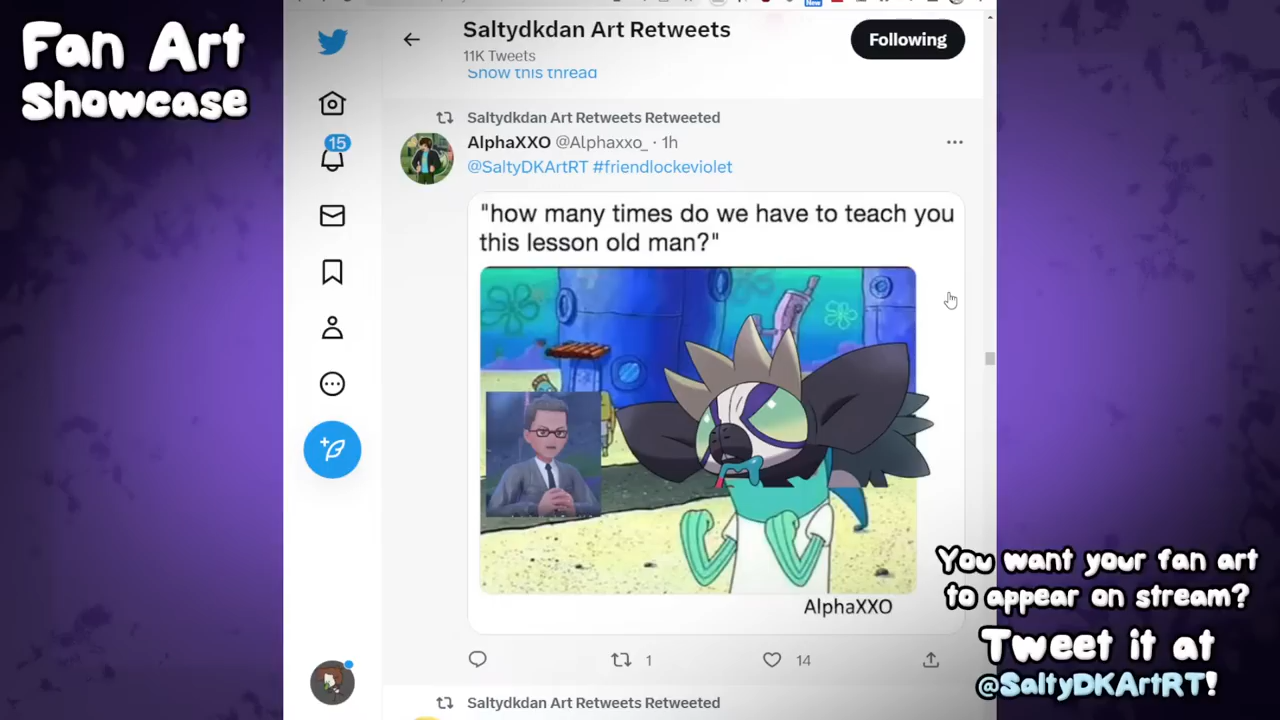 Fan Art
Showcase
Saltydkdan Art Retweets
11K Tweets
Following
Show this thread
Saltydkdan Art Retweets Retweeted
AlphaXXO @Alphaxxo_ · 1h
@SaltyDKArtRT #friendlockeviolet
"how many times do we have to teach you
this lesson old man?"
AlphaXXO
1
14
Saltydkdan Art Retweets Retweeted
15
New
You want your fan art
to appear on stream?
Tweet it at
@SaltyDKArtRT!